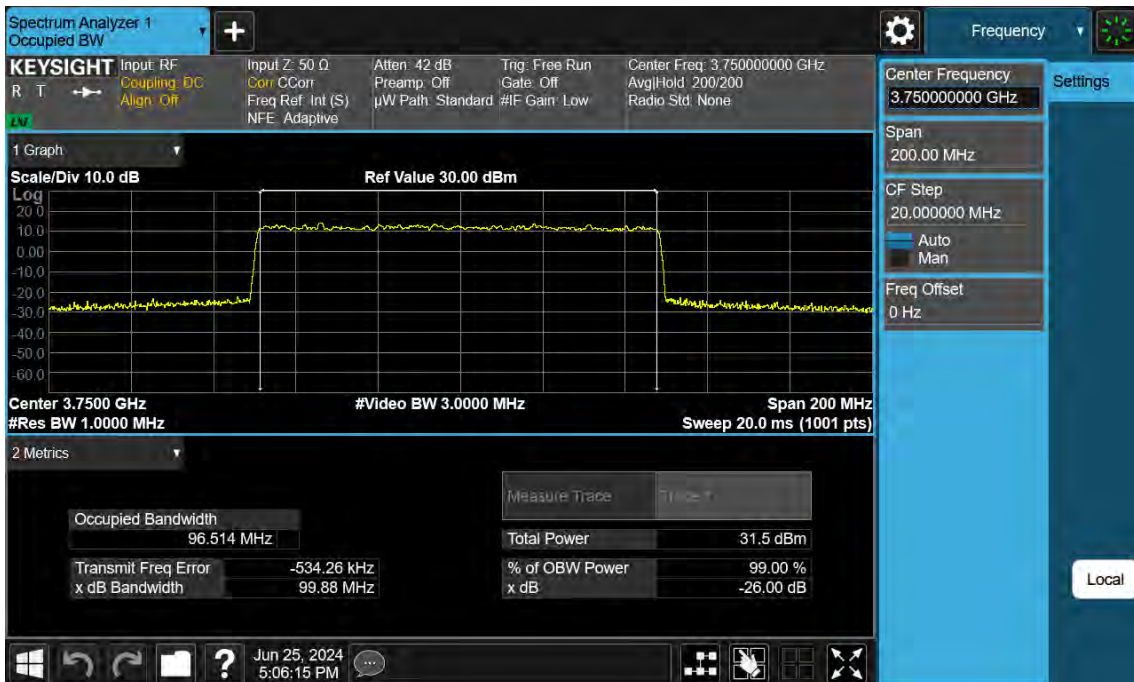 Spectrum Analyzer 1
Occupied BW
Frequency
KEYSIGHT
R T
LV
Input: RF
Coupling: DC
Align: Off
Input Z: 50 Ω
Corr CCorr
Freq Ref: Int (S)
NFE: Adaptive
Atten: 42 dB
Preamp: Off
µW Path: Standard
Trig: Free Run
Gate: Off
#IF Gain: Low
Center Freq: 3.750000000 GHz
Avg|Hold: 200/200
Radio Std: None
Center Frequency
3.750000000 GHz
Settings
Span
200.00 MHz
CF Step
20.000000 MHz
Auto
Man
Freq Offset
0 Hz
Local
1 Graph
Scale/Div 10.0 dB
Ref Value 30.00 dBm
Log
20.0
10.0
0.00
-10.0
-20.0
-30.0
-40.0
-50.0
-60.0
Center 3.7500 GHz
#Video BW 3.0000 MHz
Span 200 MHz
#Res BW 1.0000 MHz
Sweep 20.0 ms (1001 pts)
2 Metrics
Measure Trace
Trace 1
Occupied Bandwidth
96.514 MHz
Total Power
31.5 dBm
Transmit Freq Error
-534.26 kHz
% of OBW Power
99.00 %
x dB Bandwidth
99.88 MHz
x dB
-26.00 dB
?
Jun 25, 2024
5:06:15 PM